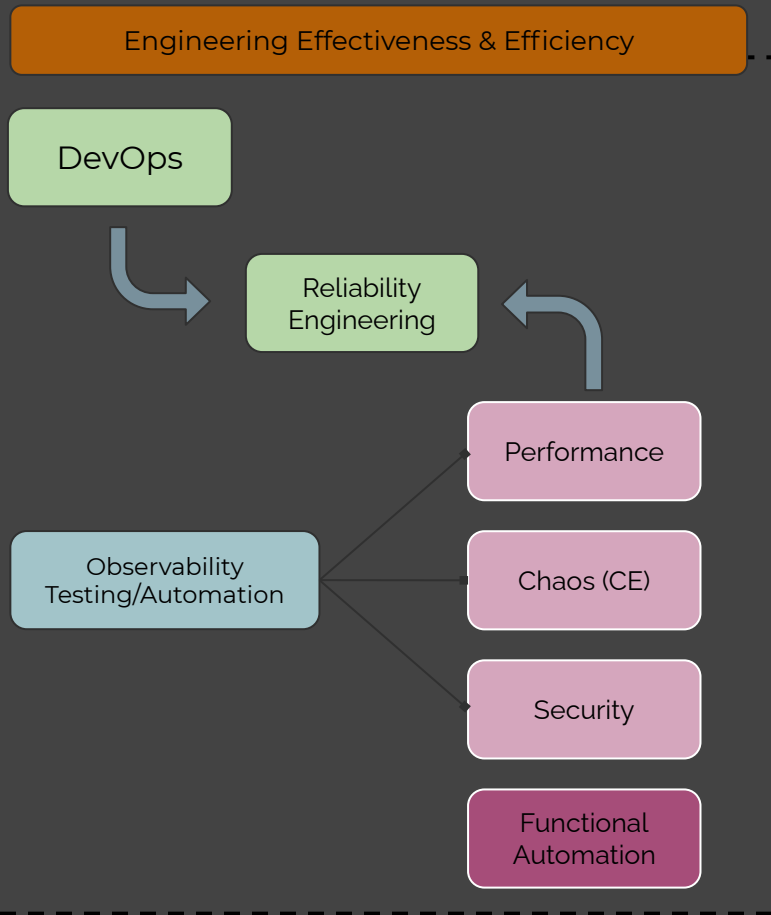 Engineering Effectiveness & Efficiency
DevOps
Reliability
Engineering
Performance
Observability
Testing/Automation
Chaos (CE)
Security
Functional
Automation